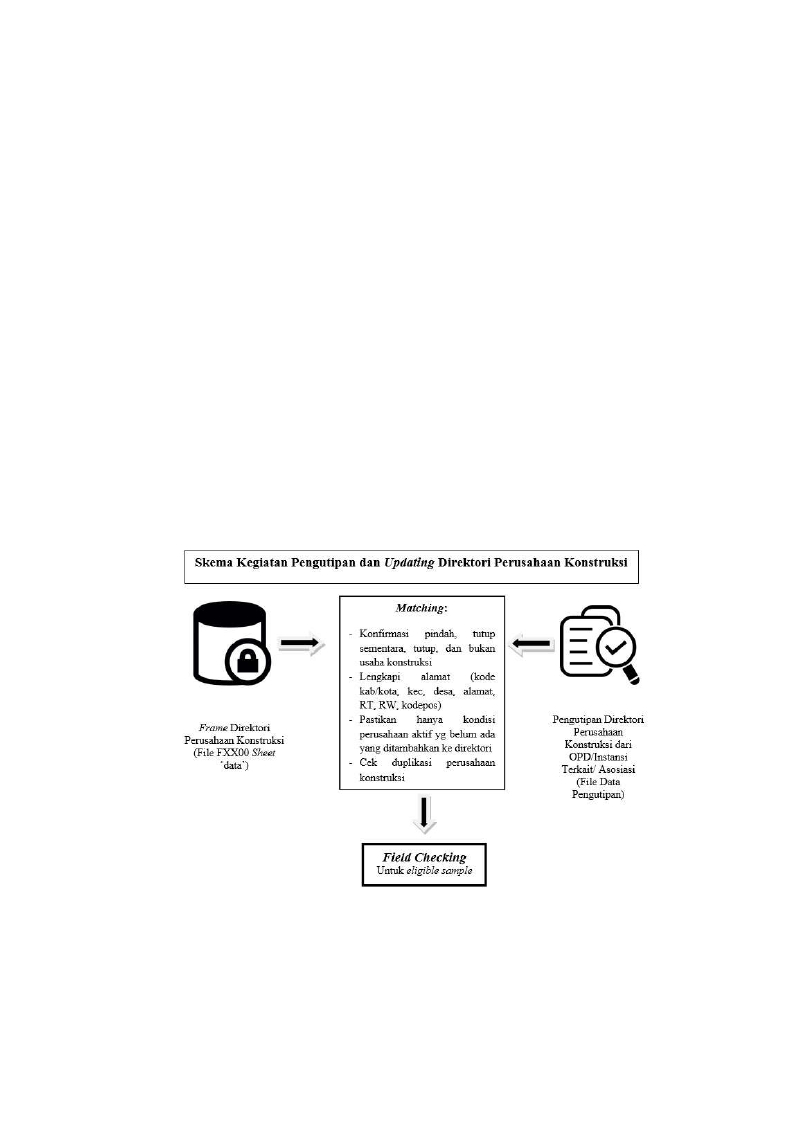 Skema Kegiatan Pengutipan dan Updating Direktori Perusahaan Konstruksi
Frame Direktori
Perusahaan Konstruksi
(File FXX00 Sheet
'data')
Matching:
- Konfirmasi pindah, tutup
sementara, tutup, dan bukan
usaha konstruksi
- Lengkapi alamat (kode
kab/kota, kec, desa, alamat,
RT, RW, kodepos)
- Pastikan hanya kondisi
perusahaan aktif yg belum ada
yang ditambahkan ke direktori
- Cek duplikasi perusahaan
konstruksi
Pengutipan Direktori
Perusahaan
Konstruksi dari
OPD/Instansi
Terkait/ Asosiasi
(File Data
Pengutipan)
Field Checking
Untuk eligible sample